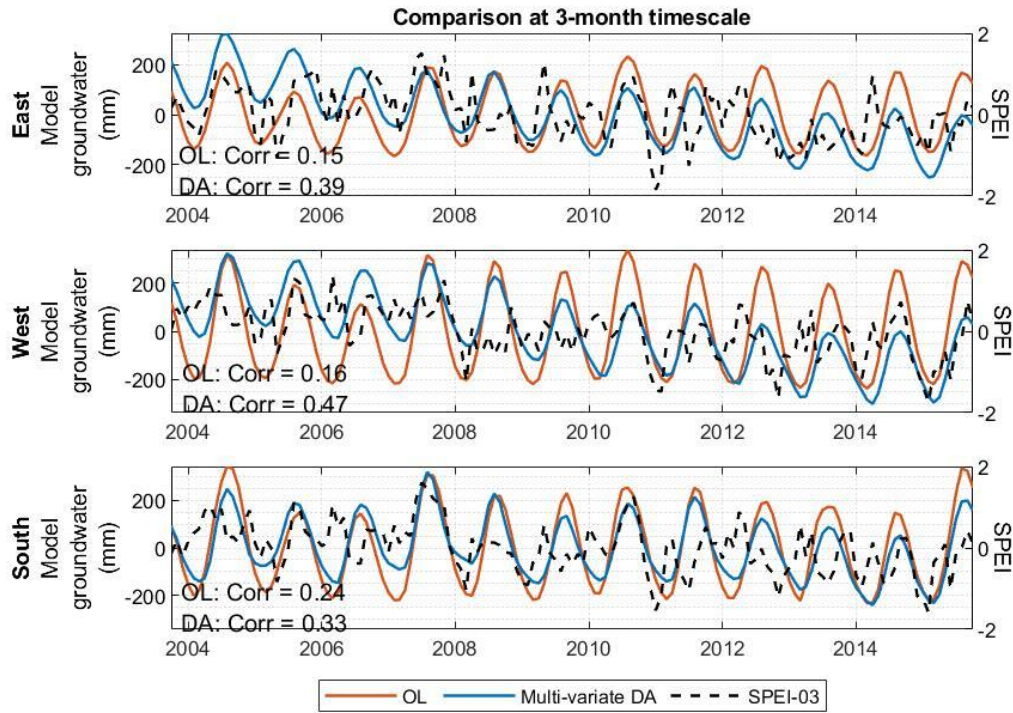 Comparison at 3-month timescale
East
Model
groundwater
(mm)
200
0
-200
2
0
-2
SPEI
OL: Corr = 0.15
DA: Corr = 0.39
2004 2006 2008 2010 2012 2014
West
Model
groundwater
(mm)
200
0
-200
2
0
-2
SPEI
OL: Corr = 0.16
DA: Corr = 0.47
2004 2006 2008 2010 2012 2014
South
Model
groundwater
(mm)
200
0
-200
2
0
-2
SPEI
OL: Corr = 0.24
DA: Corr = 0.33
2004 2006 2008 2010 2012 2014
OL Multi-variate DA SPEI-03